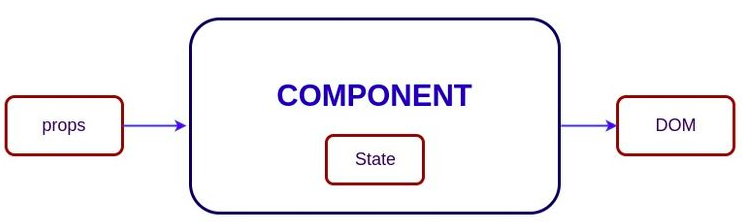 COMPONENT
props
State
DOM